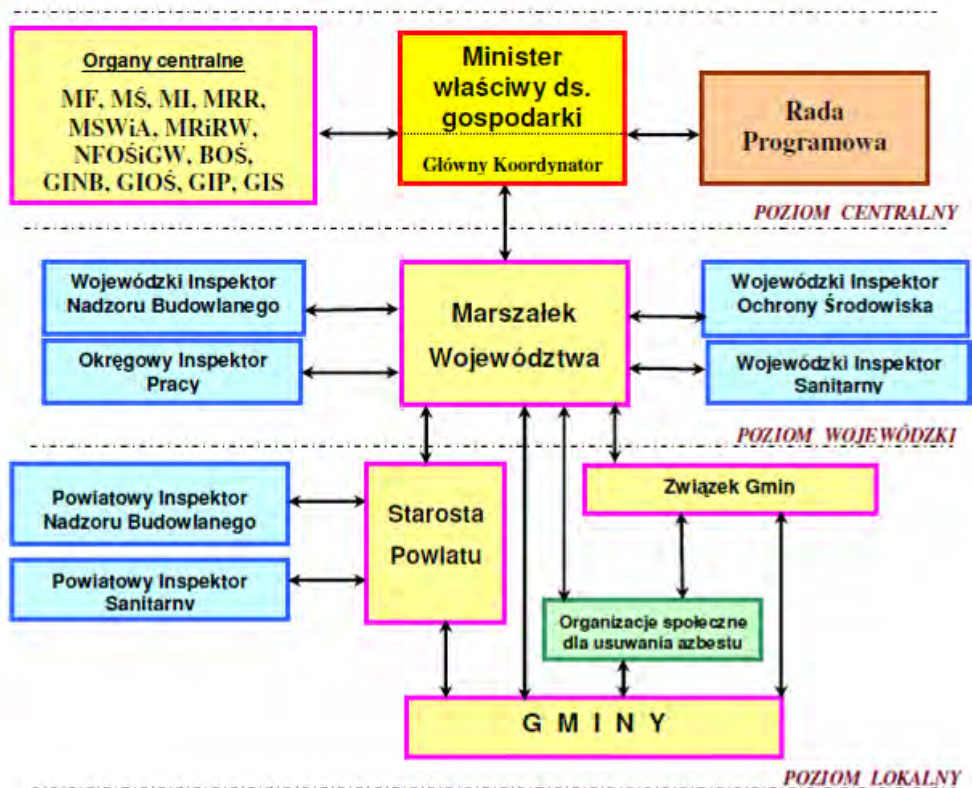 Organy centralne
MF, MŚ, MI, MRR,
MSWiA, MRiRW,
NFOŚiGW, BOŚ,
GINB, GIOŚ, GIP, GIS
Minister
właściwy ds.
gospodarki
Główny Koordynator
Rada
Programowa
POZIOM CENTRALNY
Wojewódzki Inspektor
Nadzoru Budowlanego
Okręgowy Inspektor
Pracy
Marszałek
Województwa
Wojewódzki Inspektor
Ochrony Środowiska
Wojewódzki Inspektor
Sanitarny
POZIOM WOJEWÓDZKI
Powiatowy Inspektor
Nadzoru Budowlanego
Powiatowy Inspektor
Sanitarny
Starosta
Powiatu
Związek Gmin
Organizacje społeczne
dla usuwania azbestu
G M I N Y
POZIOM LOKALNY